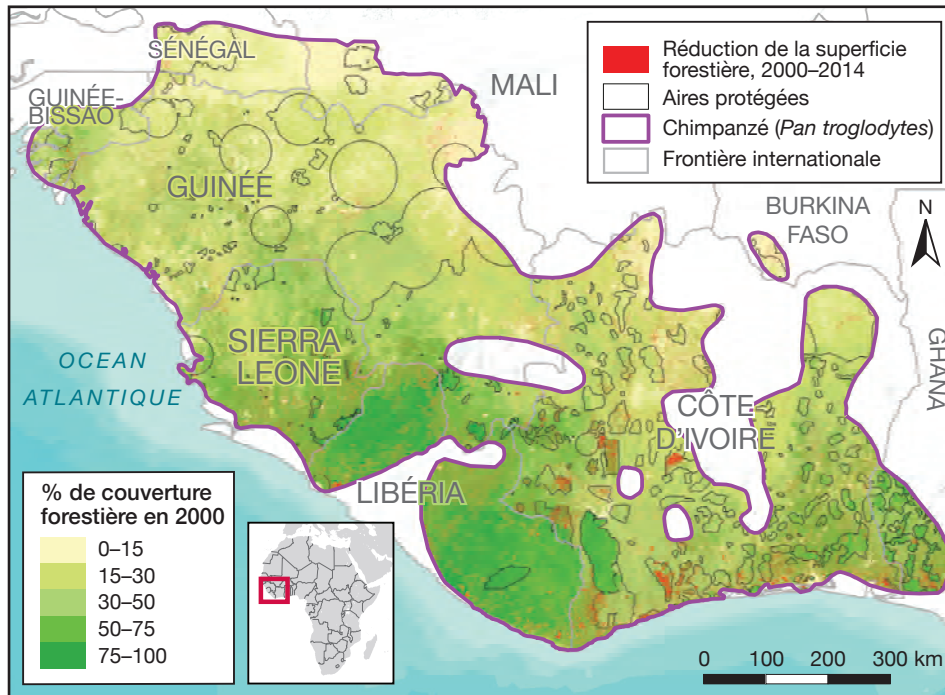 SÉNÉGAL
MALI
GUINÉE-
BISSAO
GUINÉE
BURKINA
FASO
N
GHANA
SIERRA
LEONE
OCEAN
ATLANTIQUE
CÔTE
D'IVOIRE
LIBÉRIA
Réduction de la superficie
forestière, 2000–2014
Aires protégées
Chimpanzé (Pan troglodytes)
Frontière internationale
% de couverture
forestière en 2000
0–15
15–30
30–50
50–75
75–100
0 100 200 300 km